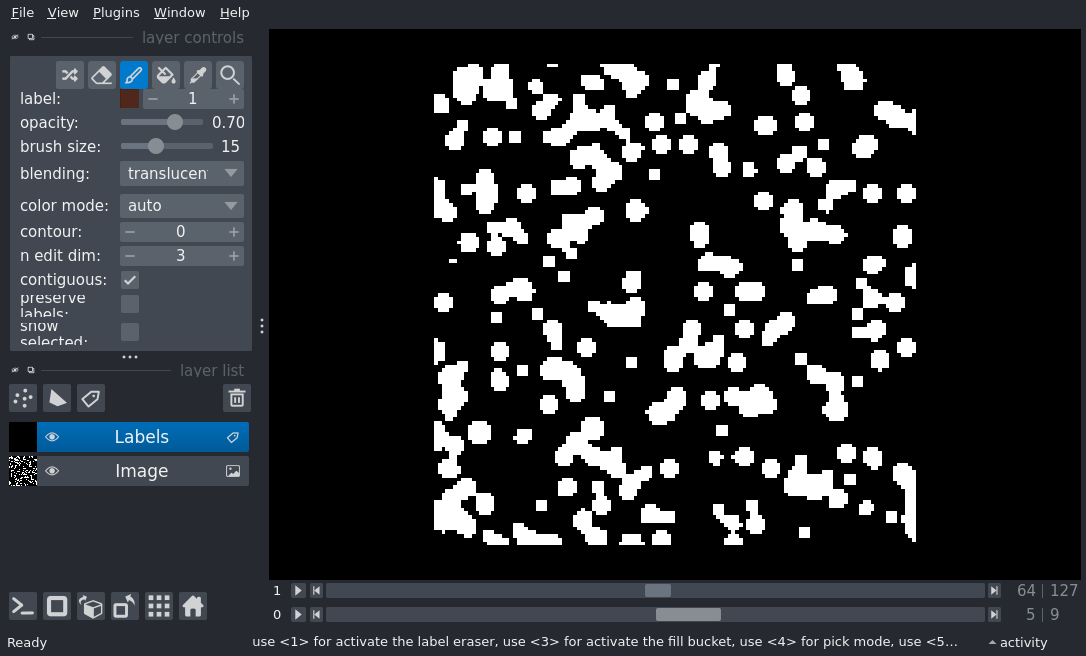 File View Plugins Window Help
layer controls
label: 1
opacity: 0.70
brush size: 15
blending: translucen
color mode: auto
contour: 0
n edit dim: 3
contiguous:
preserve
labels:
show
selected:
layer list
Labels
Image
1 64 127
0 5 9
Ready use <1> for activate the label eraser, use <3> for activate the fill bucket, use <4> for pick mode, use <5... activity